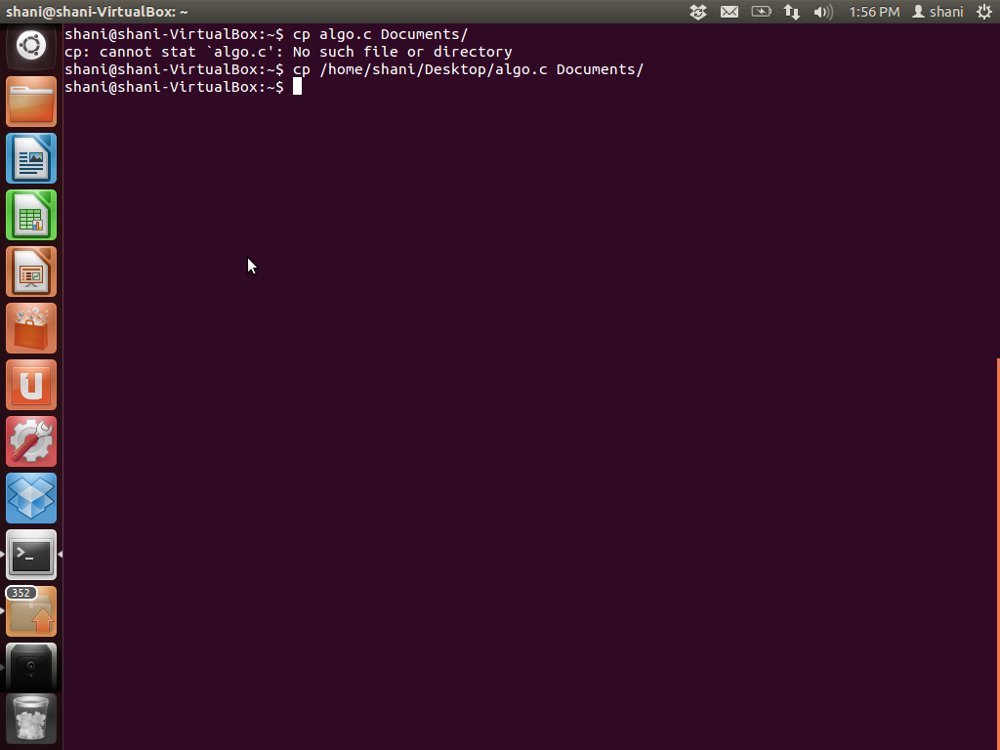 shani@shani-VirtualBox: ~
1:56 PM shani
shani@shani-VirtualBox:~$ cp algo.c Documents/
cp: cannot stat `algo.c': No such file or directory
shani@shani-VirtualBox:~$ cp /home/shani/Desktop/algo.c Documents/
shani@shani-VirtualBox:~$
U
>_
352